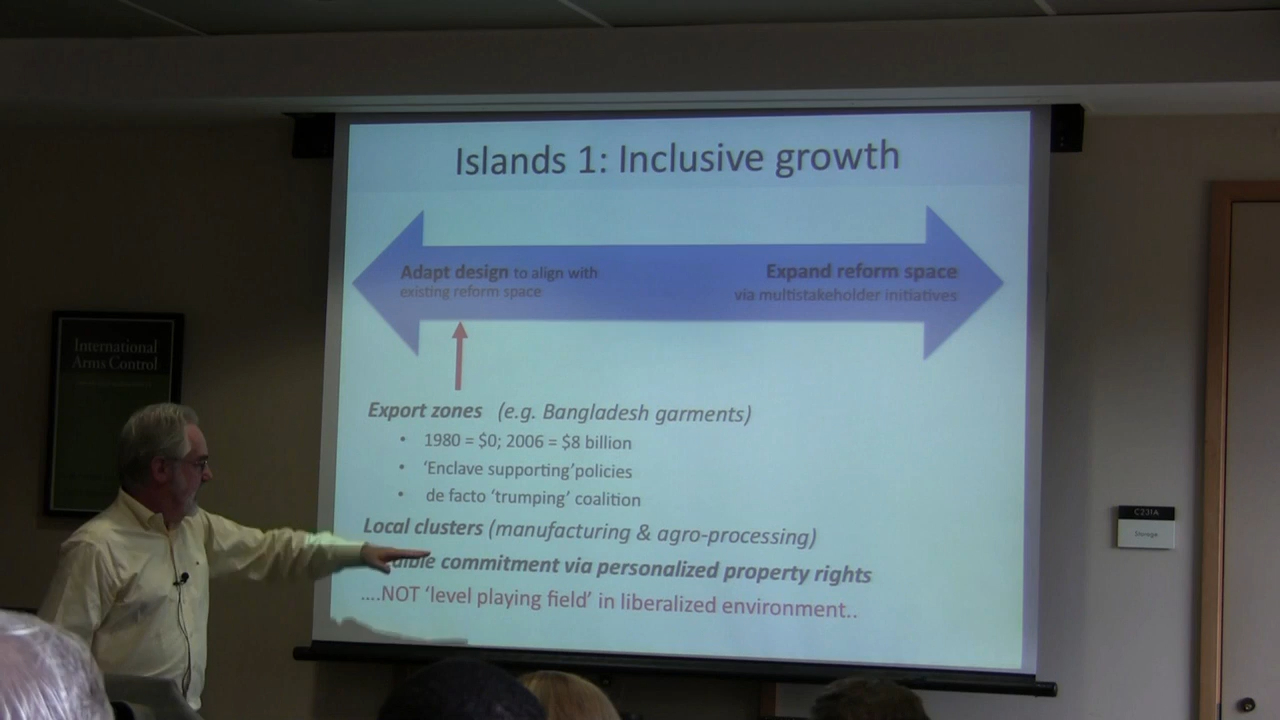 Islands 1: Inclusive growth
Adapt design to align with
existing reform space
Expand reform space
via multistakeholder initiatives
Export zones (e.g. Bangladesh garments)
• 1980 = $0; 2006 = $8 billion
• ‘Enclave supporting’policies
• de facto ‘trumping’ coalition
Local clusters (manufacturing & agro-processing)
commitment via personalized property rights
....NOT ‘level playing field’ in liberalized environment..
International
Arms Control
C231A
Storage